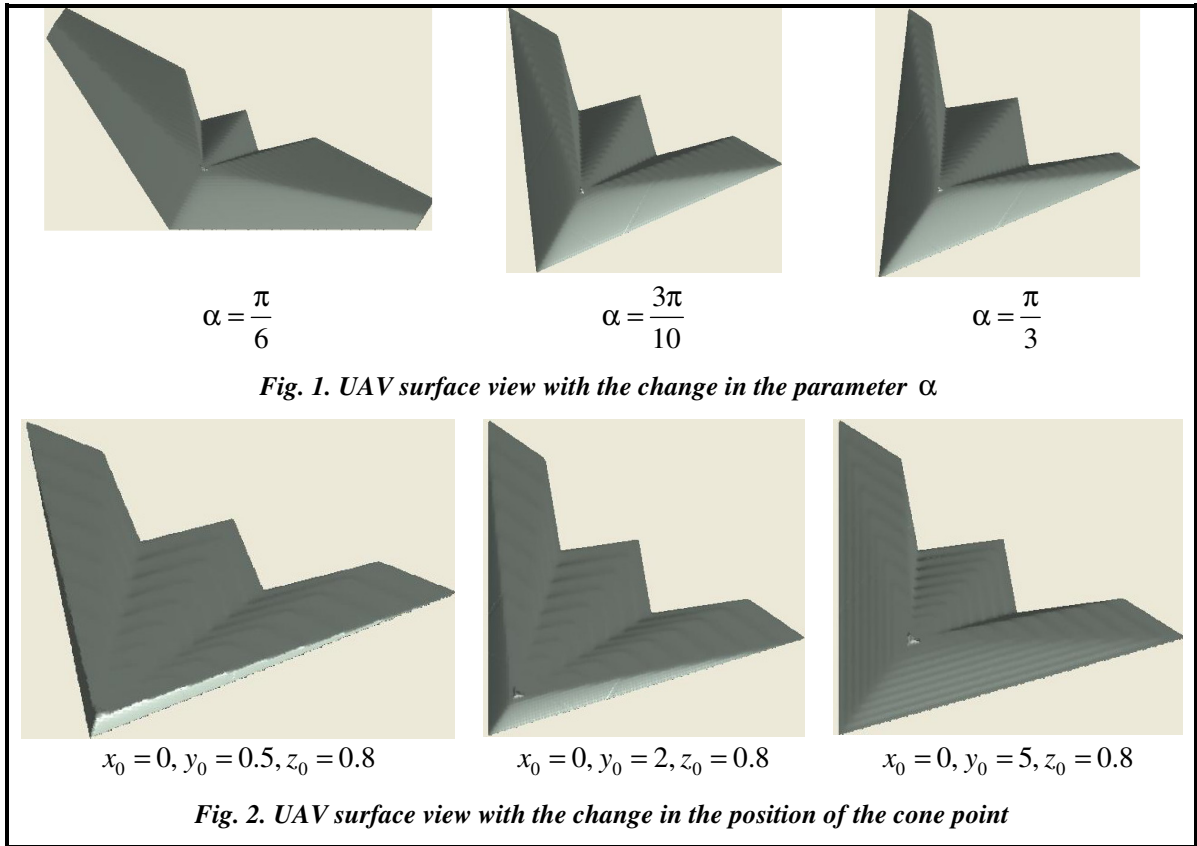 α = π/6
α = 3π/10
α = π/3
Fig. 1. UAV surface view with the change in the parameter α
x₀ = 0, y₀ = 0.5, z₀ = 0.8
x₀ = 0, y₀ = 2, z₀ = 0.8
x₀ = 0, y₀ = 5, z₀ = 0.8
Fig. 2. UAV surface view with the change in the position of the cone point